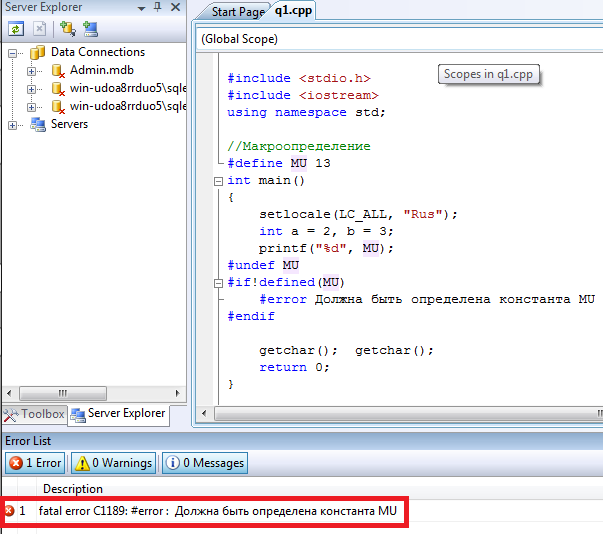 Server Explorer
Start Page
q1.cpp
(Global Scope)
Scopes in q1.cpp
Data Connections
Admin.mdb
win-udoa8rrduo5\sqle
win-udoa8rrduo5\sqle
Servers
#include <stdio.h>
#include <iostream>
using namespace std;
//Макроопределение
#define MU 13
int main()
{
setlocale(LC_ALL, "Rus");
int a = 2, b = 3;
printf("%d", MU);
#undef MU
#if!defined(MU)
#error Должна быть определена константа MU
#endif
getchar(); getchar();
return 0;
}
Toolbox
Server Explorer
Error List
1 Error
0 Warnings
0 Messages
Description
1 fatal error C1189: #error : Должна быть определена константа MU